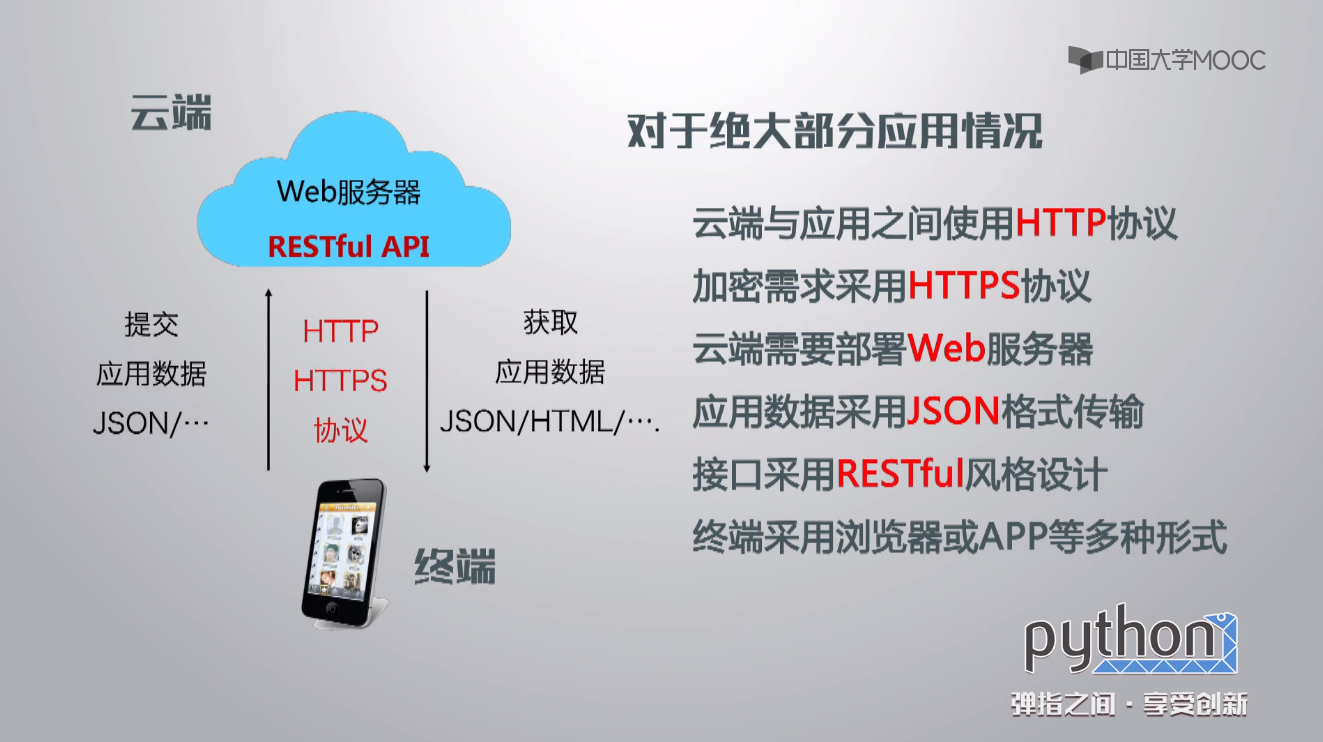 中国大学MOOC
云端
Web服务器
RESTful API
提交
应用数据
JSON/…
HTTP
HTTPS
协议
获取
应用数据
JSON/HTML/….
终端
对于绝大部分应用情况
云端与应用之间使用HTTP协议
加密需求采用HTTPS协议
云端需要部署Web服务器
应用数据采用JSON格式传输
接口采用RESTful风格设计
终端采用浏览器或APP等多种形式
python
弹指之间·享受创新